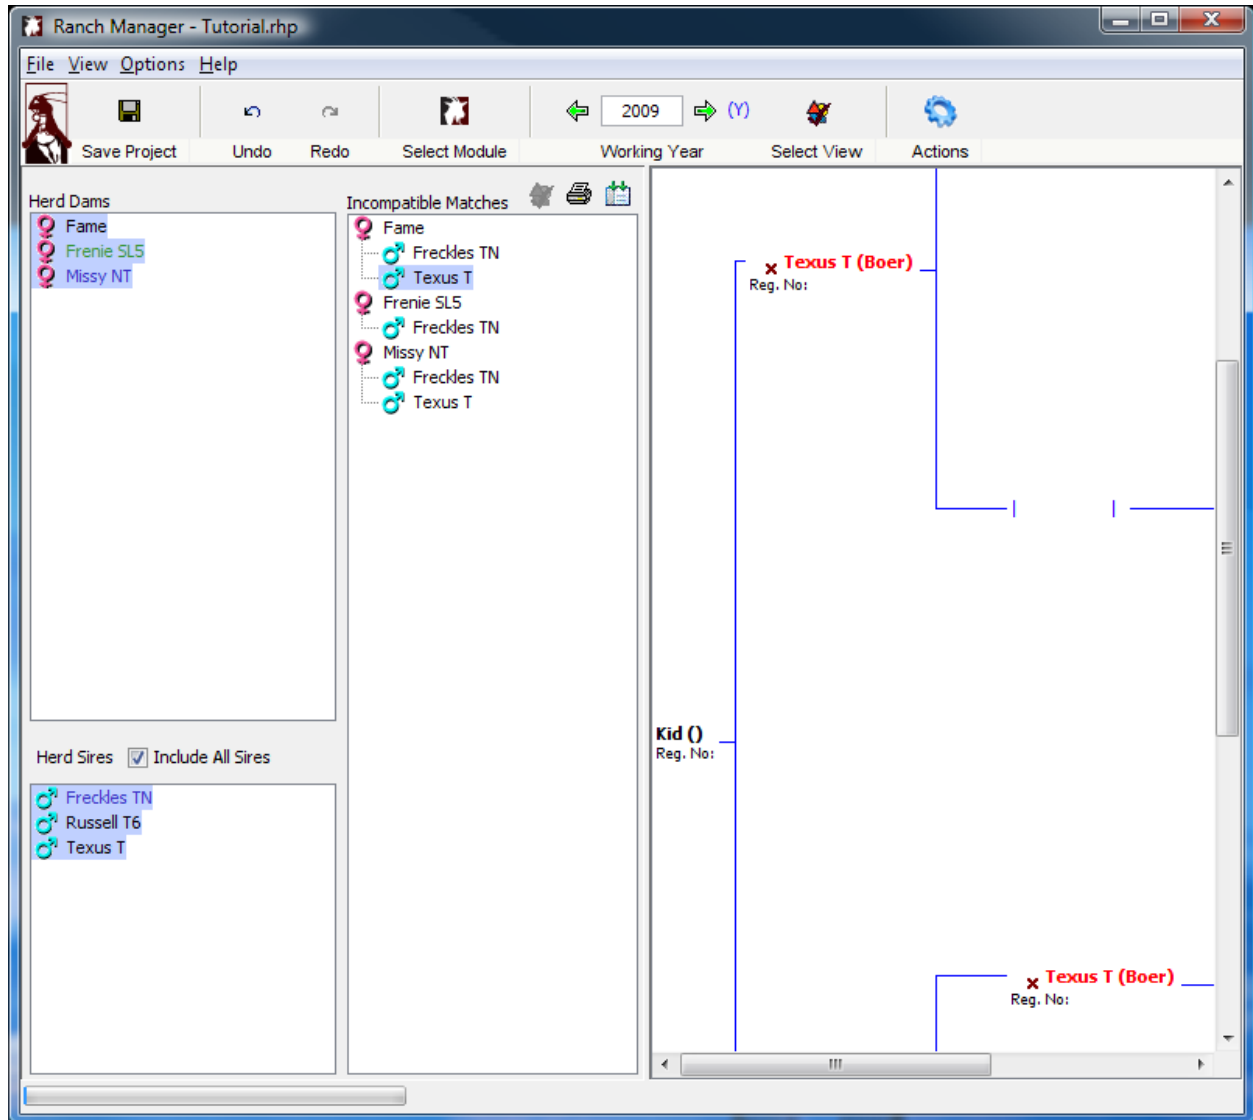 Ranch Manager - Tutorial.rhp
File View Options Help
2009 (Y)
Save Project Undo Redo Select Module Working Year Select View Actions
Herd Dams
Fame
Frenie SL5
Missy NT
Herd Sires Include All Sires
Freckles TN
Russell T6
Texus T
Incompatible Matches
Fame
Freckles TN
Texus T
Frenie SL5
Freckles TN
Missy NT
Freckles TN
Texus T
Texus T (Boer)
Reg. No:
Kid ()
Reg. No:
Texus T (Boer)
Reg. No: